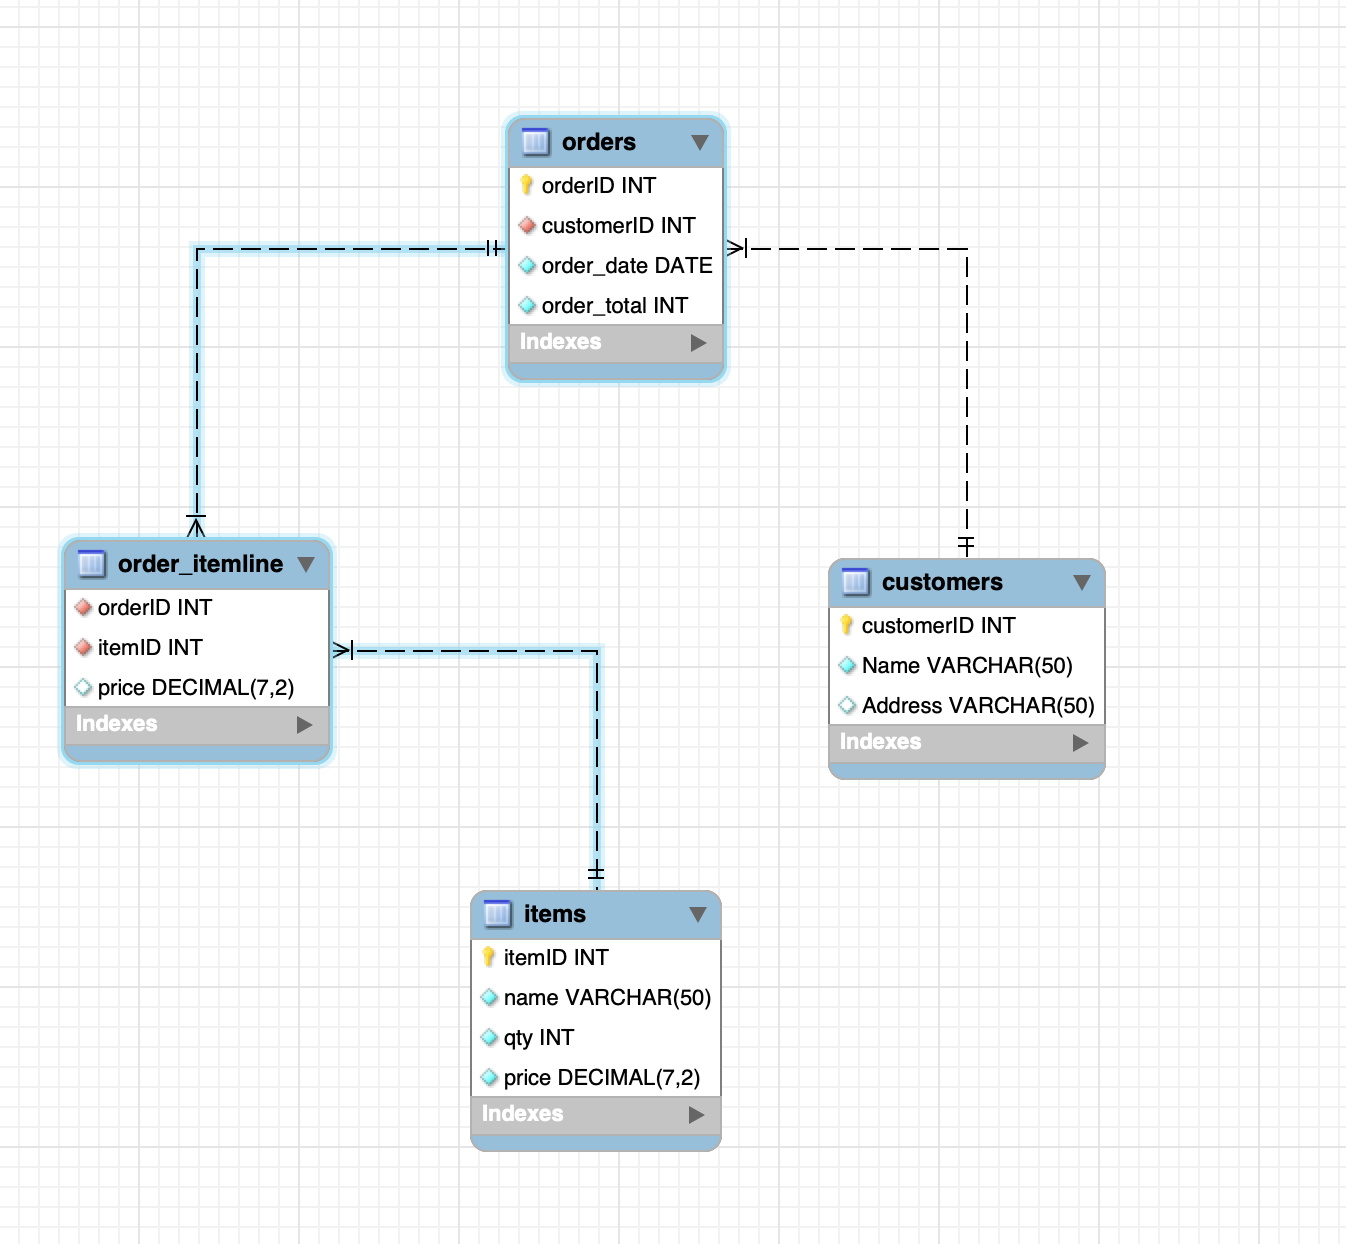 orders
orderID INT
customerID INT
order_date DATE
order_total INT
Indexes
order_itemline
orderID INT
itemID INT
price DECIMAL(7,2)
Indexes
customers
customerID INT
Name VARCHAR(50)
Address VARCHAR(50)
Indexes
items
itemID INT
name VARCHAR(50)
qty INT
price DECIMAL(7,2)
Indexes